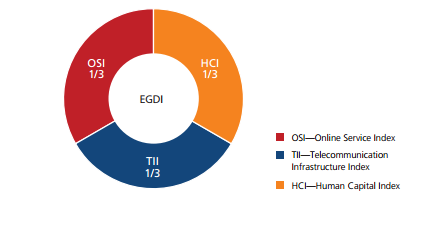 OSI
1/3
HCI
1/3
EGDI
TII
1/3
OSI—Online Service Index
TII—Telecommunication
Infrastructure Index
HCI—Human Capital Index